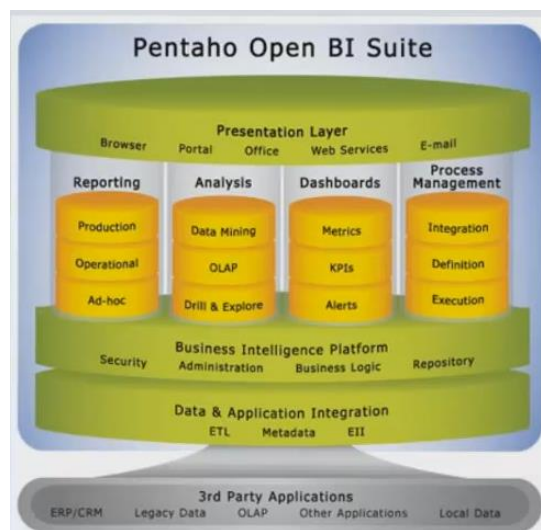 Pentaho Open BI Suite
Presentation Layer
Browser Portal Office Web Services E-mail
Reporting Analysis Dashboards Process Management
Production Data Mining Metrics Integration
Operational OLAP KPIs Definition
Ad-hoc Drill & Explore Alerts Execution
Business Intelligence Platform
Security Administration Business Logic Repository
Data & Application Integration
ETL Metadata EII
3rd Party Applications
ERP/CRM Legacy Data OLAP Other Applications Local Data